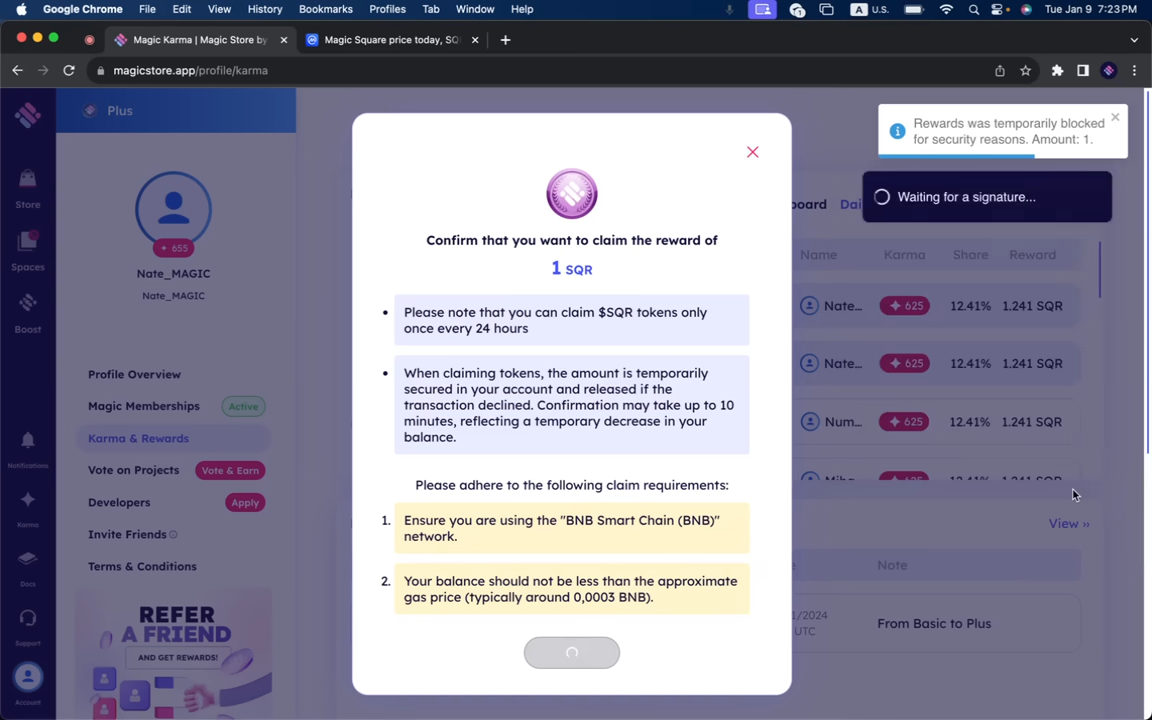 Google Chrome File Edit View History Bookmarks Profiles Tab Window Help
1 A U.S. Tue Jan 9 7:23 PM
Magic Karma | Magic Store by
Magic Square price today, SQ
magicstore.app/profile/karma
Plus
Store
Spaces
Boost
Notifications
Karma
Docs
Support
Account
655
Nate_MAGIC
Nate_MAGIC
Profile Overview
Magic Memberships Active
Karma & Rewards
Vote on Projects Vote & Earn
Developers Apply
Invite Friends
Terms & Conditions
REFER
A FRIEND
AND GET REWARDS!
Confirm that you want to claim the reward of
1 SQR
• Please note that you can claim $SQR tokens only
once every 24 hours
• When claiming tokens, the amount is temporarily
secured in your account and released if the
transaction declined. Confirmation may take up to 10
minutes, reflecting a temporary decrease in your
balance.
Please adhere to the following claim requirements:
1. Ensure you are using the "BNB Smart Chain (BNB)"
network.
2. Your balance should not be less than the approximate
gas price (typically around 0,0003 BNB).
Rewards was temporarily blocked
for security reasons. Amount: 1.
Waiting for a signature...
board Dai
Name Karma Share Reward
Nate... 625 12.41% 1.241 SQR
Nate... 625 12.41% 1.241 SQR
Num... 625 12.41% 1.241 SQR
View ››
Note
1/2024
UTC
From Basic to Plus